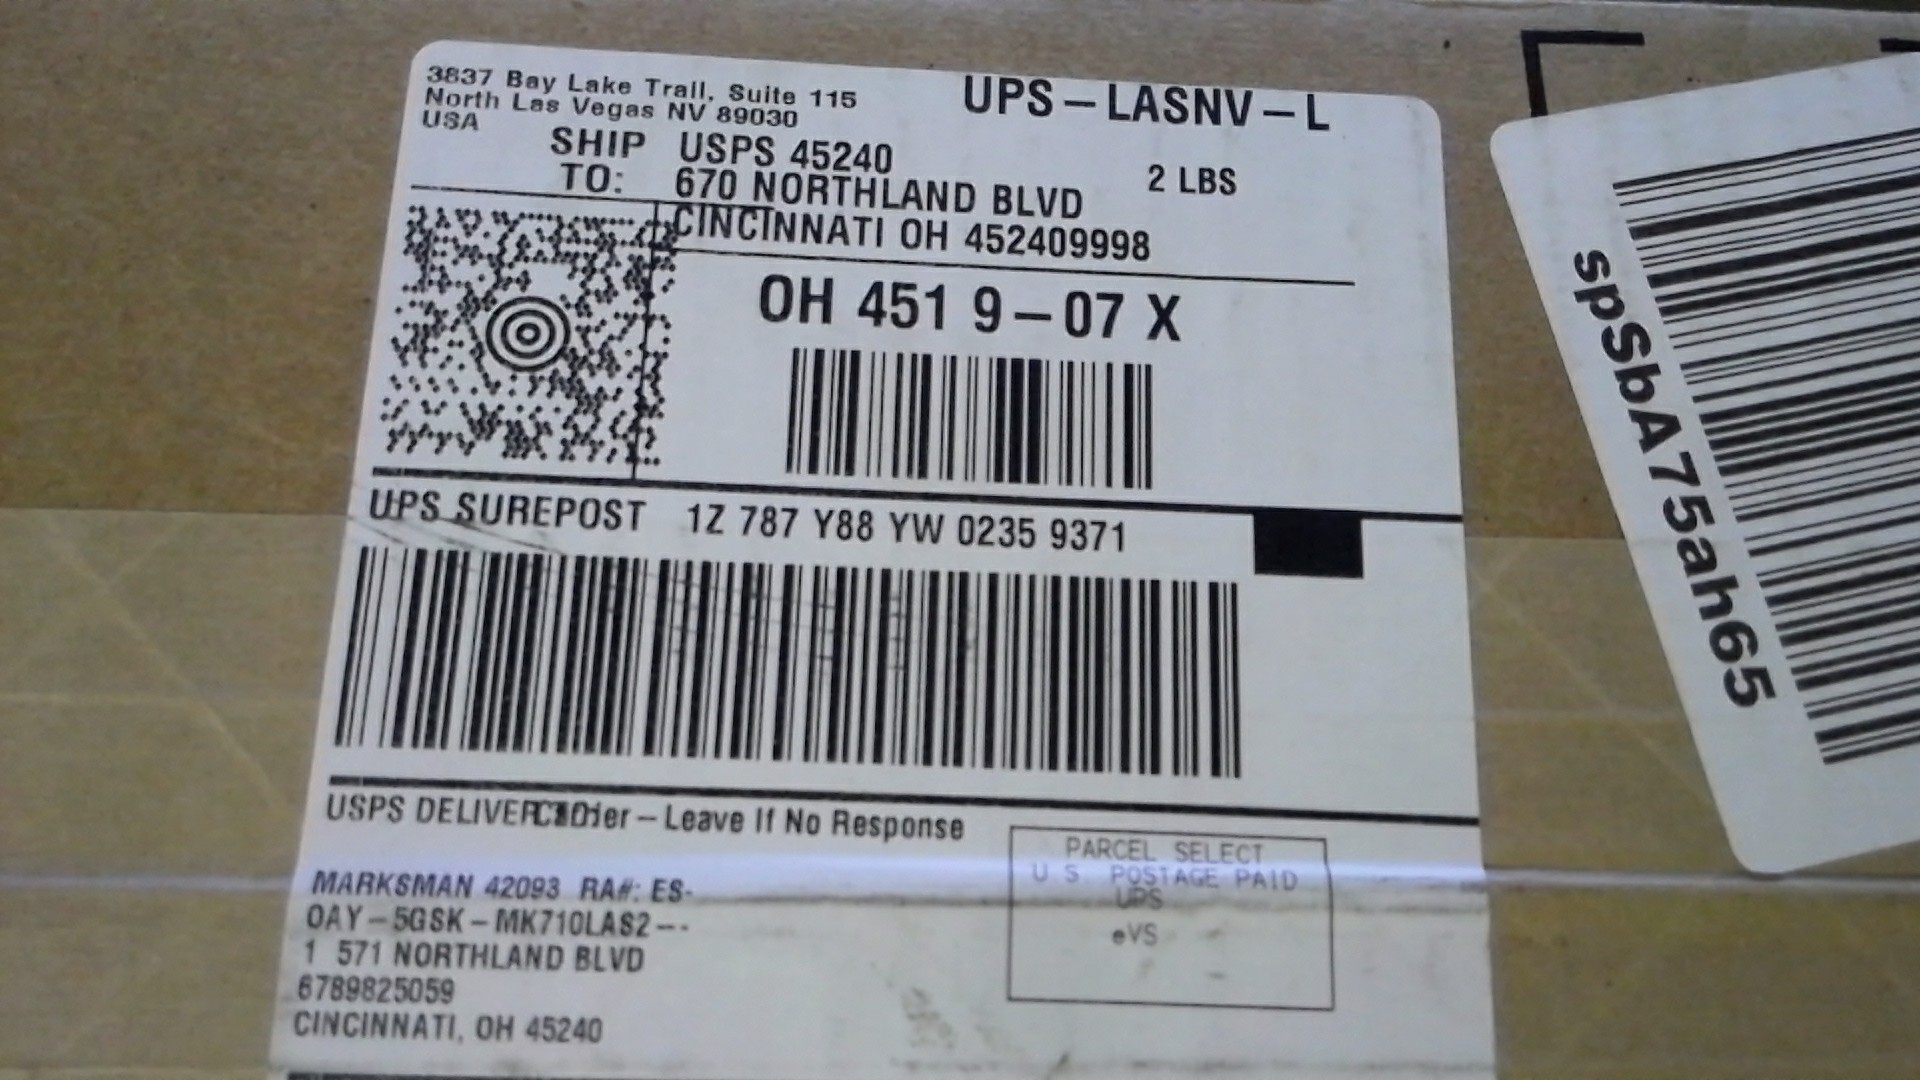 3837 Bay Lake Trail, Suite 115
North Las Vegas NV 89030
USA
UPS-LASNV-L
SHIP TO:
USPS 45240
670 NORTHLAND BLVD
CINCINNATI OH 452409998
2 LBS
OH 451 9-07 X
UPS SUREPOST 1Z 787 Y88 YW 0235 9371
USPS DELIVER TO: Carrier-Leave If No Response
MARKSMAN 42093 RA#: ES-
OAY-5GSK-MK710LAS2--
1 571 NORTHLAND BLVD
6789825059
CINCINNATI, OH 45240
PARCEL SELECT
U S POSTAGE PAID
UPS
eVS
spSbA75ah65